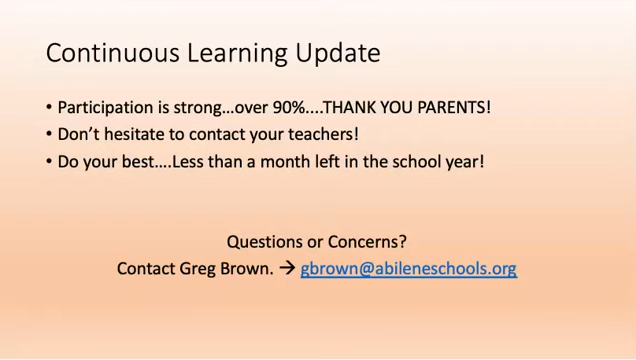 Continuous Learning Update
• Participation is strong...over 90%....THANK YOU PARENTS!
• Don't hesitate to contact your teachers!
• Do your best....Less than a month left in the school year!
Questions or Concerns?
Contact Greg Brown. → gbrown@abileneschools.org